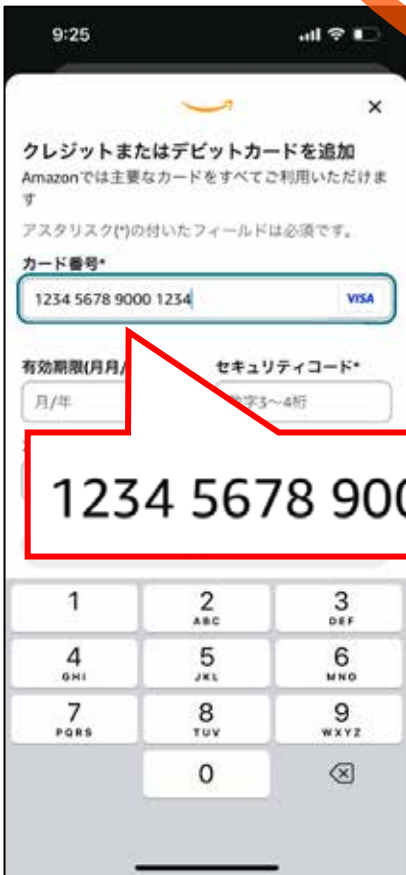 9:25
クレジットまたはデビットカードを追加
Amazonでは主要なカードをすべてご利用いただけま
す
アスタリスク(*)の付いたフィールドは必須です。
カード番号*
1234 5678 9000 1234 VISA
有効期限(月月/ セキュリティコード*
月/年 数字3~4桁
1234 5678 900
1 2 3
ABC DEF
4 5 6
GHI JKL MNO
7 8 9
PQRS TUV WXYZ
0